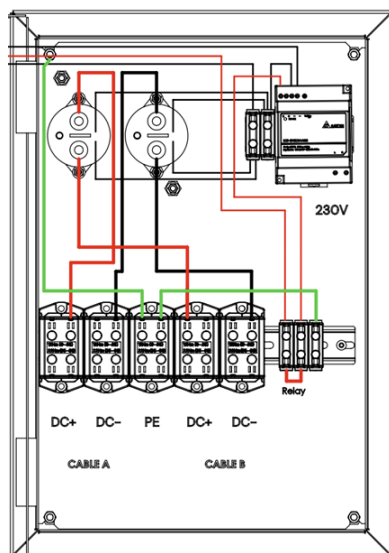 230V
Relay
DC+ DC- PE DC+ DC-
CABLE A CABLE B